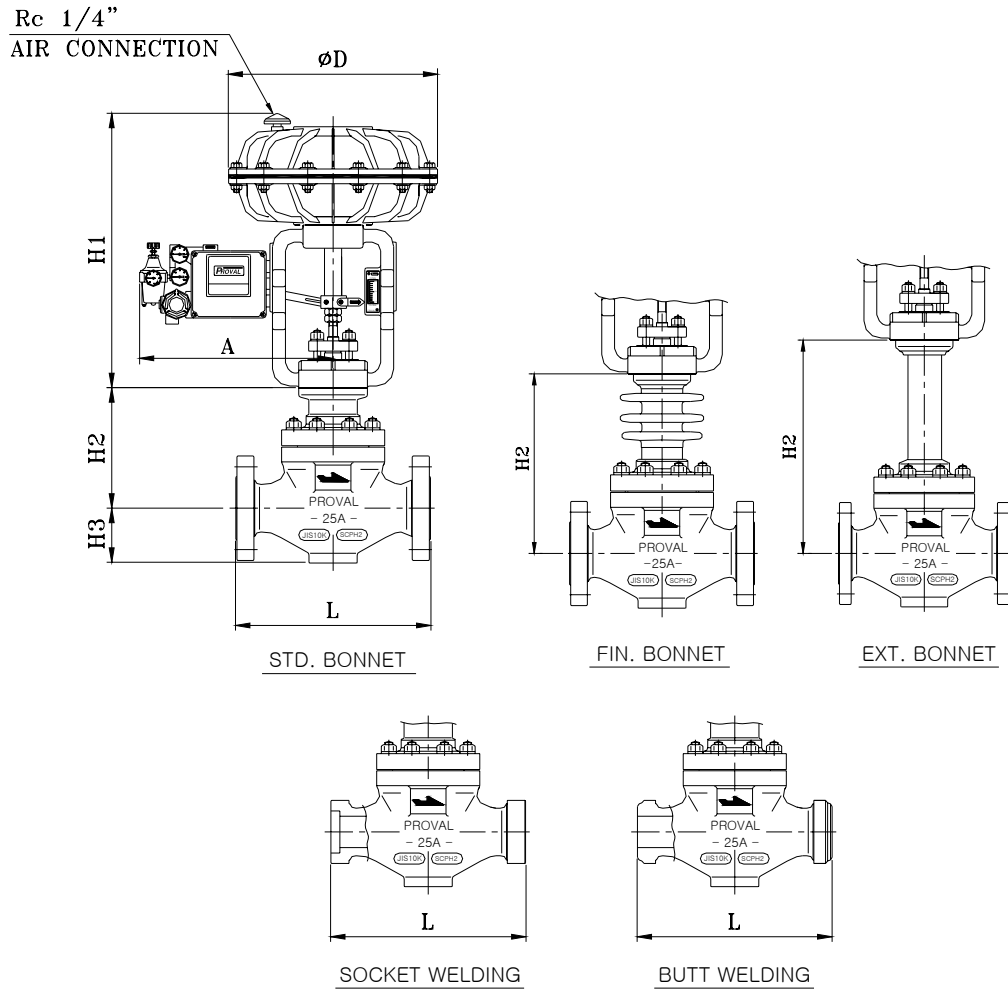 Rc 1/4”
AIR CONNECTION
øD
H1
PROVAL
A
H2
H3
PROVAL
- 25A -
JIS10K SCPH2
L
STD. BONNET
H2
PROVAL
-25A-
JIS10K SCPH2
FIN. BONNET
H2
PROVAL
- 25A -
JIS10K SCPH2
EXT. BONNET
PROVAL
- 25A -
JIS10K SCPH2
L
SOCKET WELDING
PROVAL
- 25A -
JIS10K SCPH2
L
BUTT WELDING